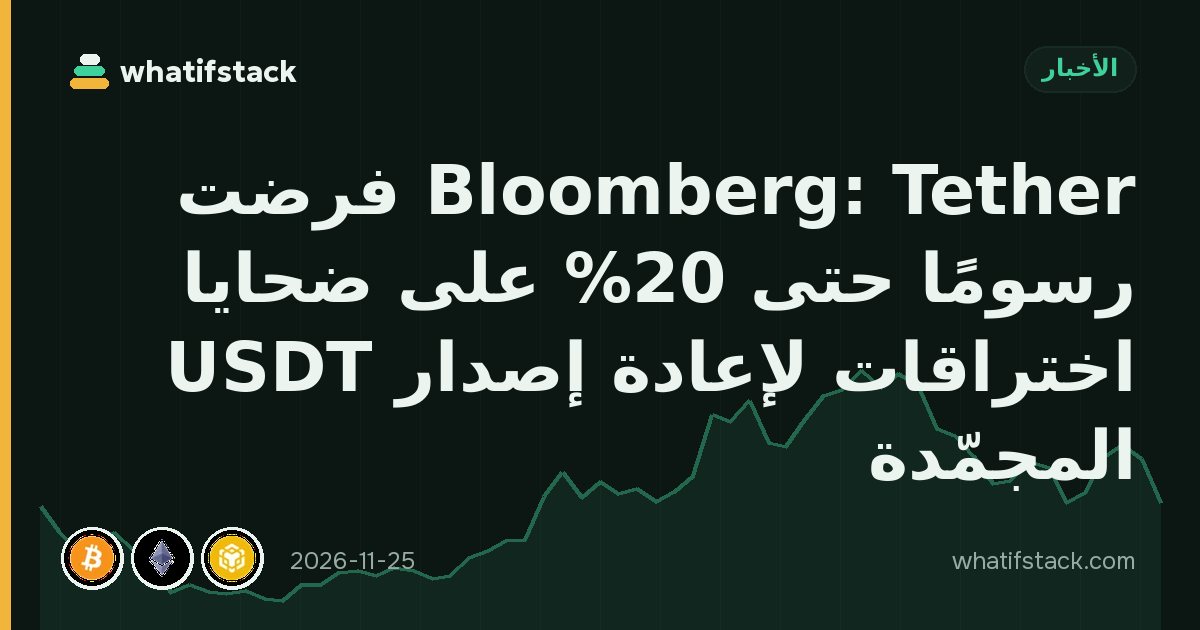 whatifstack
الأخبار
Bloomberg: Tether فرضت
رسومًا حتى 20% على ضحايا
اختراقات لإعادة إصدار USDT
المجمّدة
2026-11-25
whatifstack.com